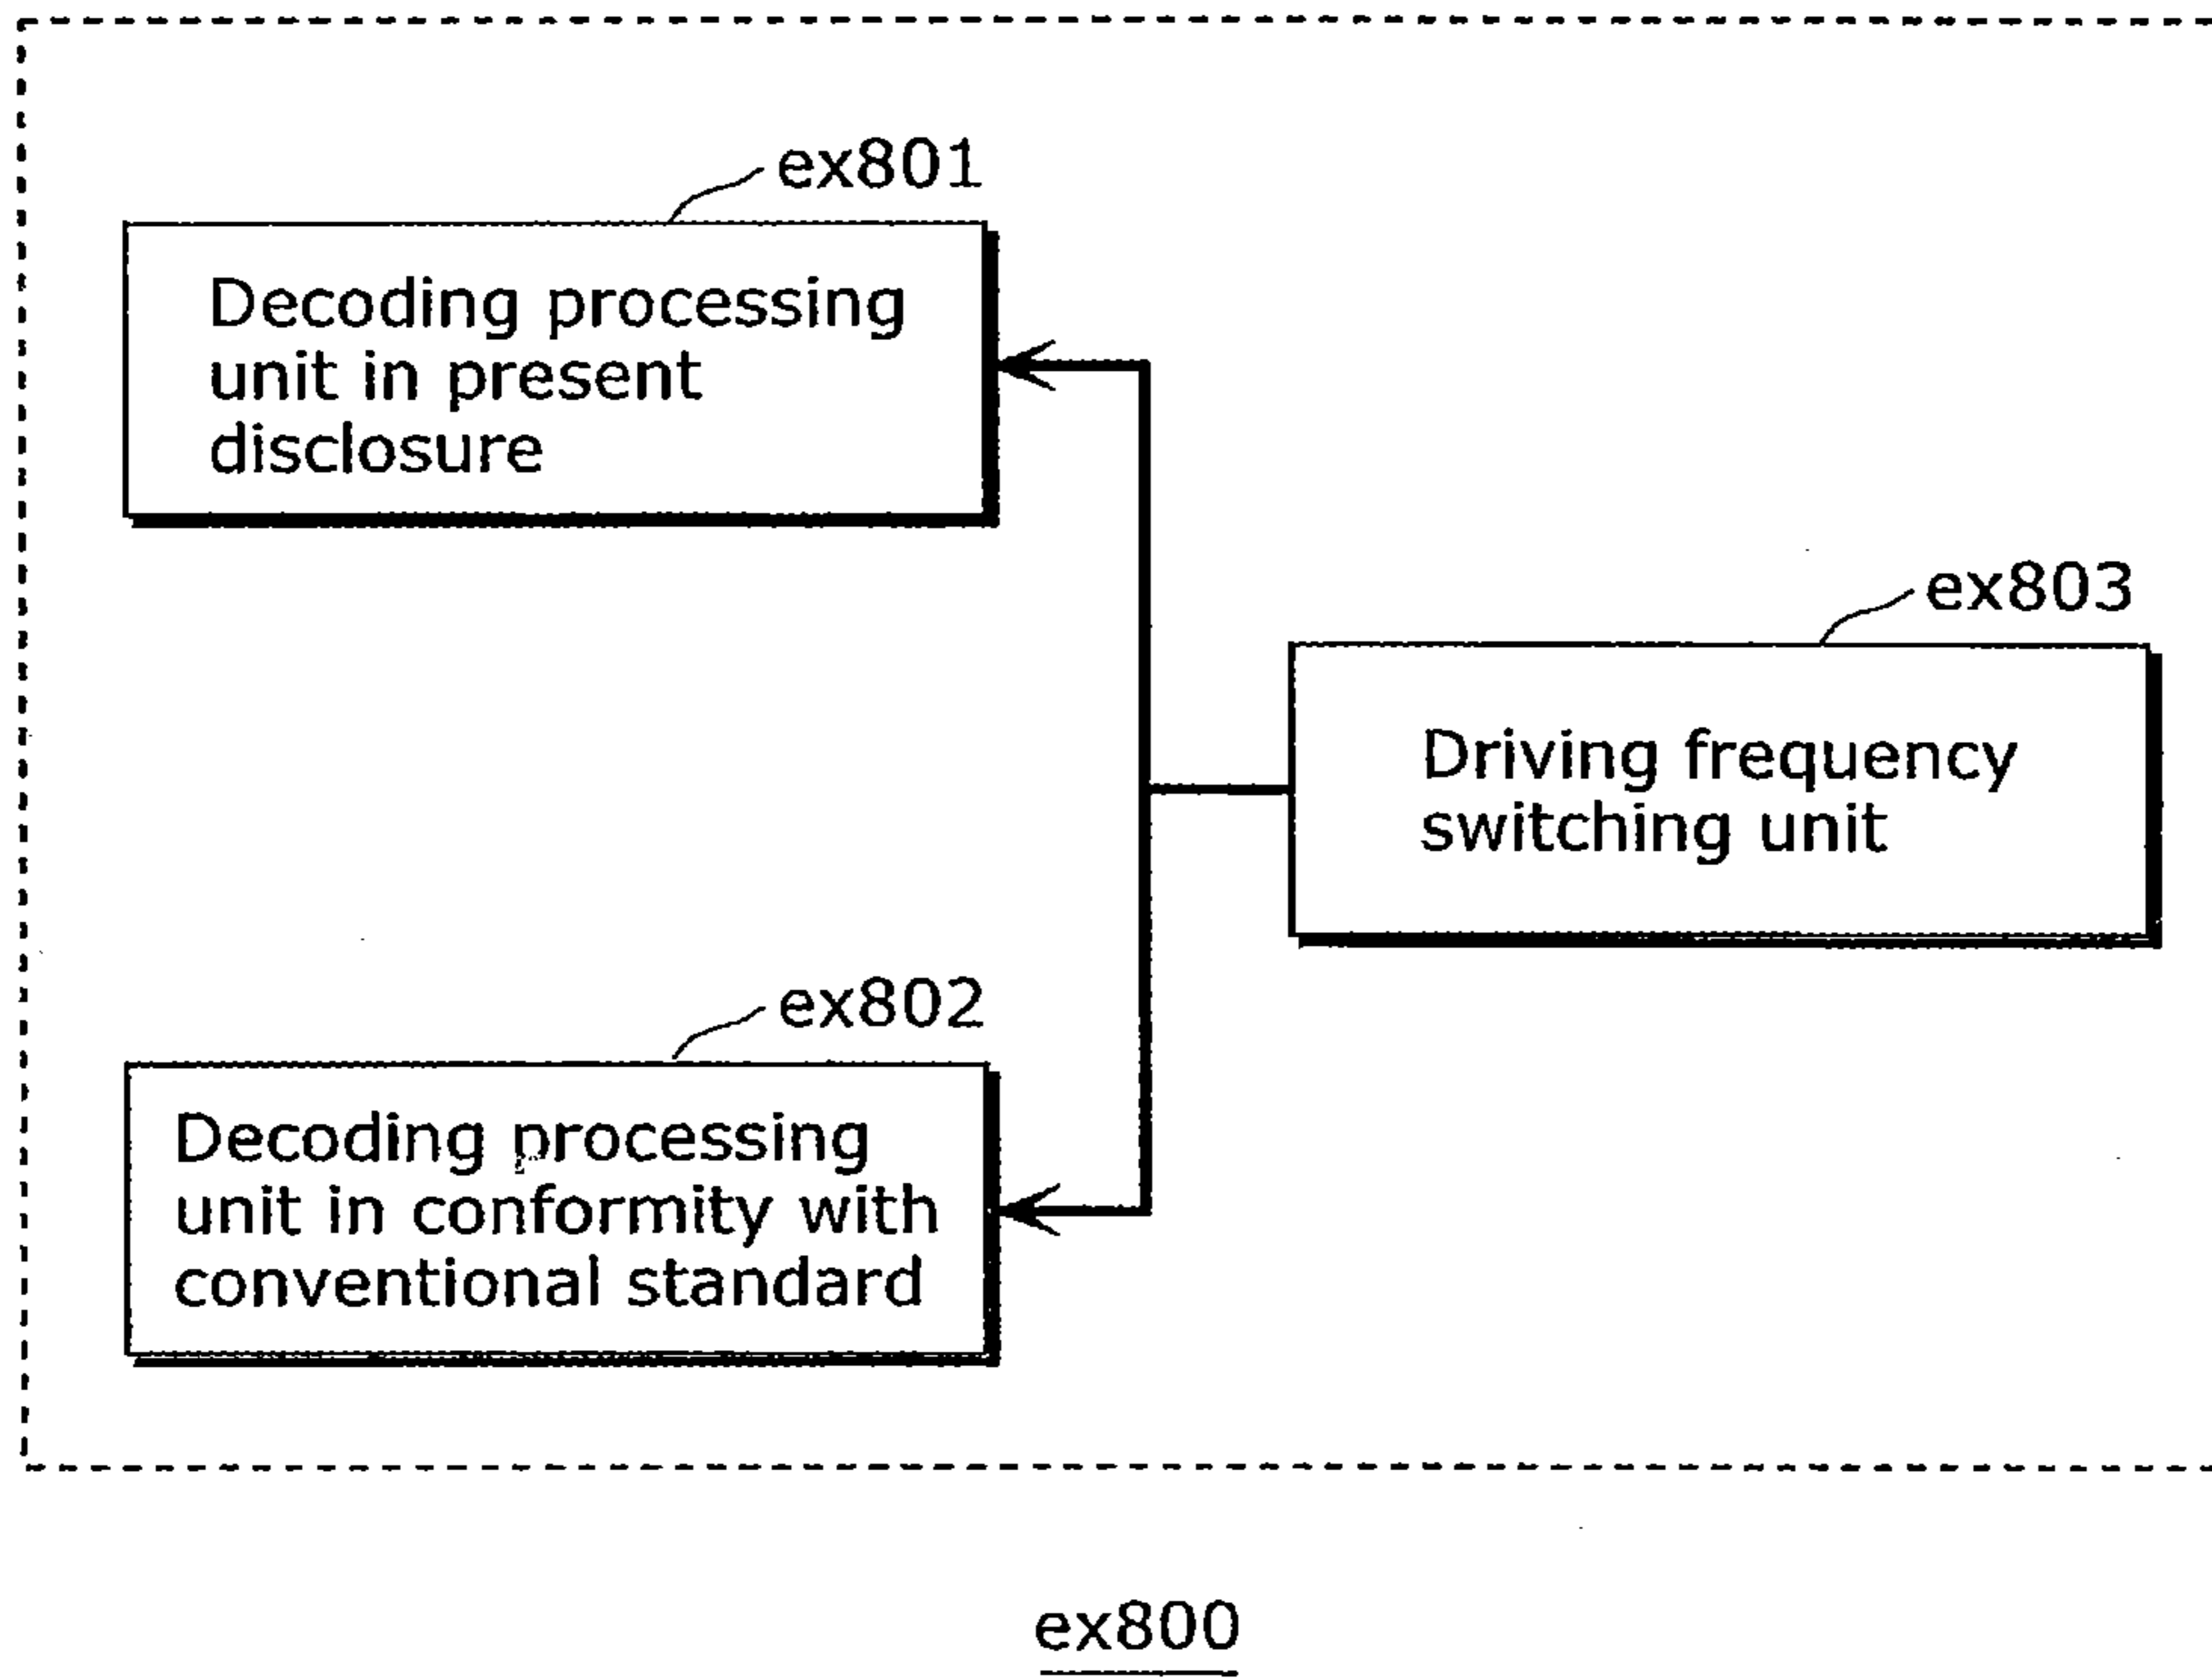 ex801
Decoding processing
unit in present
disclosure
ex803
Driving frequency
switching unit
ex802
Decoding processing
unit in conformity with
conventional standard
ex800